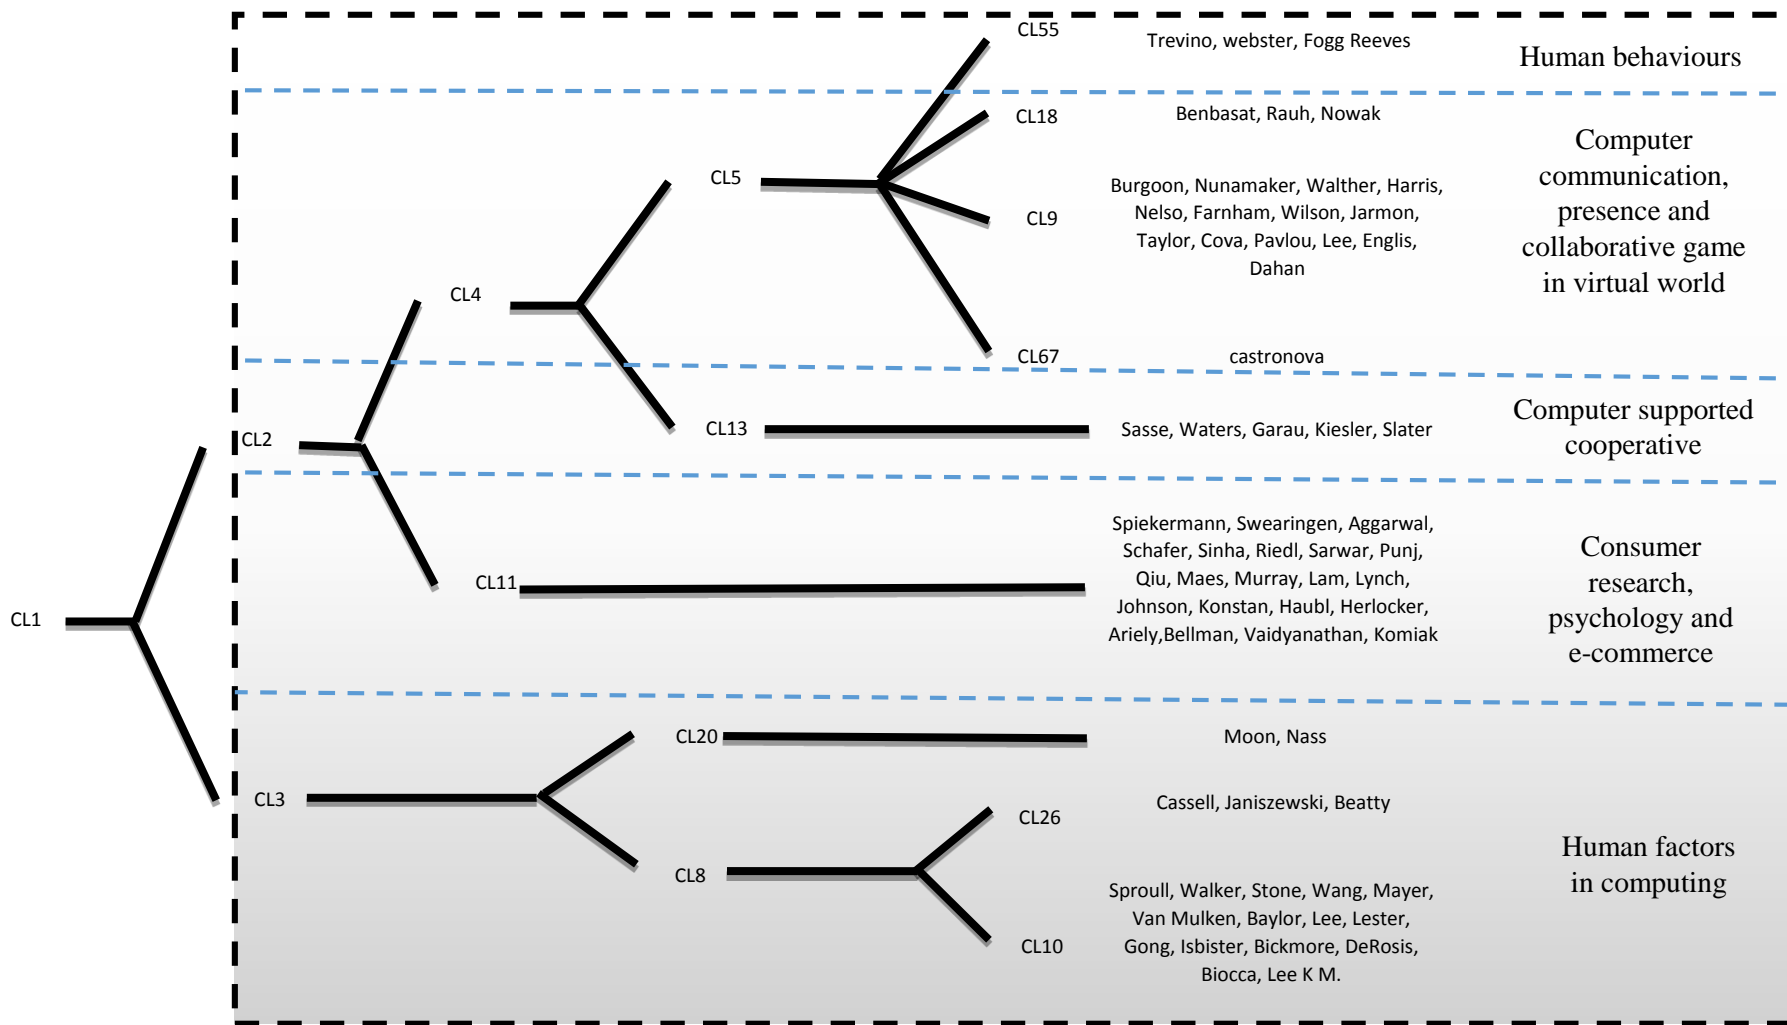 CL55
Trevino, webster, Fogg Reeves
Human behaviours
CL18
Benbasat, Rauh, Nowak
Computer
communication,
presence and
collaborative game
in virtual world
CL5
CL9
Burgoon, Nunamaker, Walther, Harris,
Nelso, Farnham, Wilson, Jarmon,
Taylor, Cova, Pavlou, Lee, Englis,
Dahan
CL4
CL67
castronova
CL13
Sasse, Waters, Garau, Kiesler, Slater
Computer supported
cooperative
CL2
CL11
Spiekermann, Swearingen, Aggarwal,
Schafer, Sinha, Riedl, Sarwar, Punj,
Qiu, Maes, Murray, Lam, Lynch,
Johnson, Konstan, Haubl, Herlocker,
Ariely,Bellman, Vaidyanathan, Komiak
Consumer
research,
psychology and
e-commerce
CL1
CL20
Moon, Nass
CL3
CL26
Cassell, Janiszewski, Beatty
CL8
Human factors
in computing
CL10
Sproull, Walker, Stone, Wang, Mayer,
Van Mulken, Baylor, Lee, Lester,
Gong, Isbister, Bickmore, DeRosis,
Biocca, Lee K M.